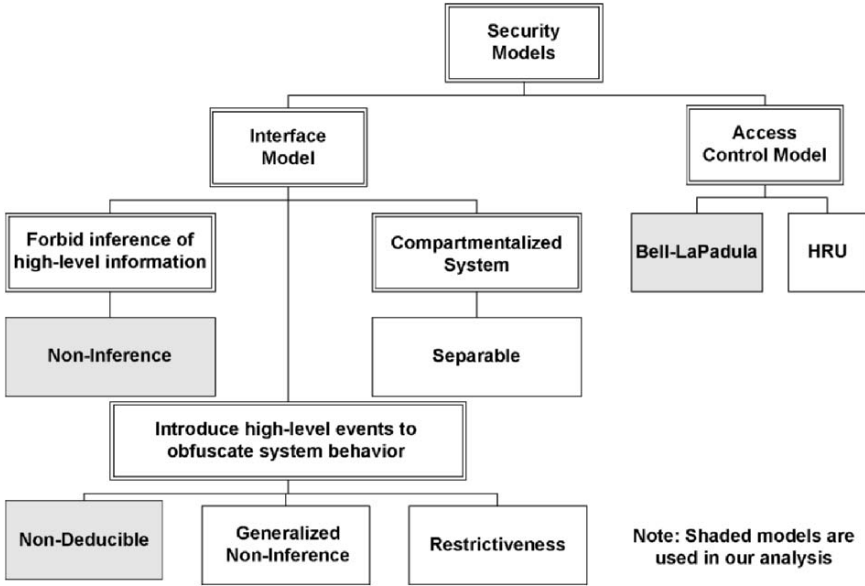 Security
Models
Interface
Model
Access
Control Model
Forbid inference of
high-level information
Compartmentalized
System
Bell-LaPadula
HRU
Non-Inference
Separable
Introduce high-level events to
obfuscate system behavior
Non-Deducible
Generalized
Non-Inference
Restrictiveness
Note: Shaded models are
used in our analysis